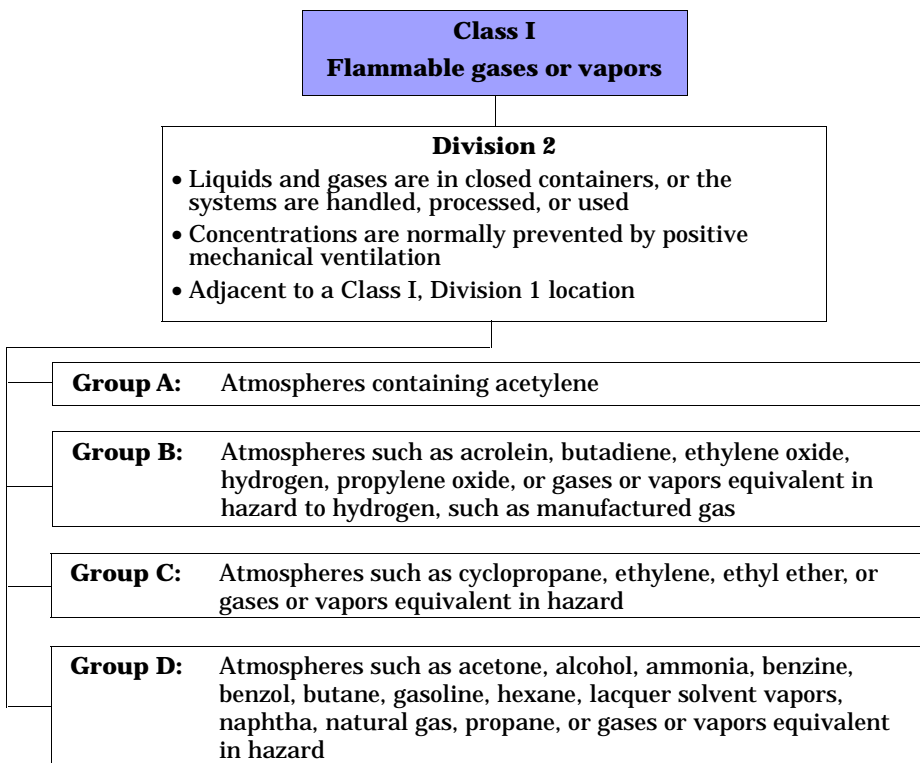 Class I
Flammable gases or vapors
Division 2
• Liquids and gases are in closed containers, or the
systems are handled, processed, or used
• Concentrations are normally prevented by positive
mechanical ventilation
• Adjacent to a Class I, Division 1 location
Group A: Atmospheres containing acetylene
Group B: Atmospheres such as acrolein, butadiene, ethylene oxide,
hydrogen, propylene oxide, or gases or vapors equivalent in
hazard to hydrogen, such as manufactured gas
Group C: Atmospheres such as cyclopropane, ethylene, ethyl ether, or
gases or vapors equivalent in hazard
Group D: Atmospheres such as acetone, alcohol, ammonia, benzine,
benzol, butane, gasoline, hexane, lacquer solvent vapors,
naphtha, natural gas, propane, or gases or vapors equivalent
in hazard